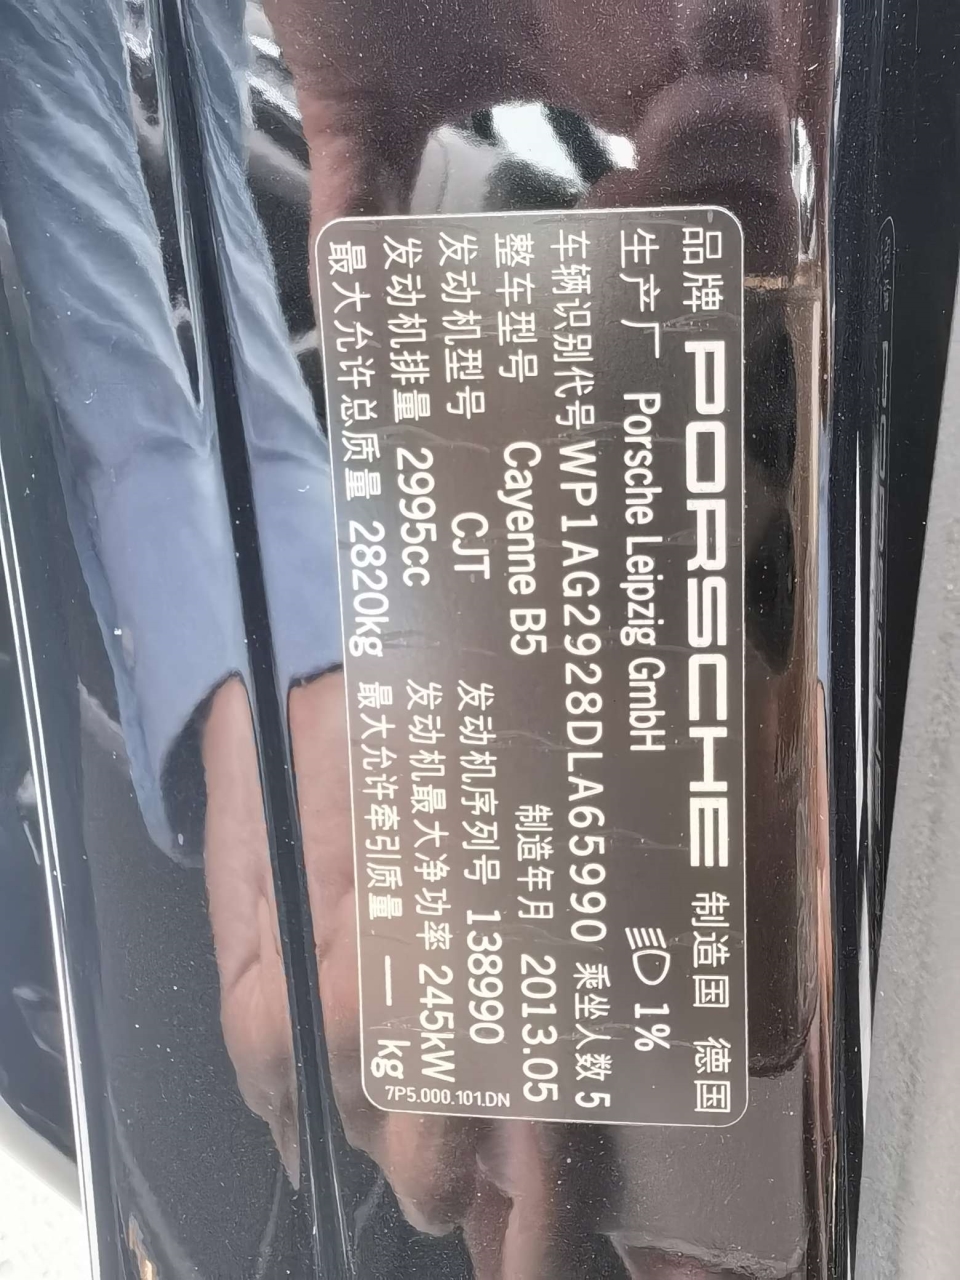 品牌 PORSCHE 制造国 德国
生产厂 Porsche Leipzig GmbH 1%
车辆识别代号 WP1AG2928DLA65990 乘坐人数 5
整车型号 Cayenne B5 制造年月 2013.05
发动机型号 CJT 发动机序列号 138990
发动机排量 2995cc 发动机最大净功率 245kW
最大允许总质量 2820kg 最大允许牵引质量 — kg
7P5.000.101.DN